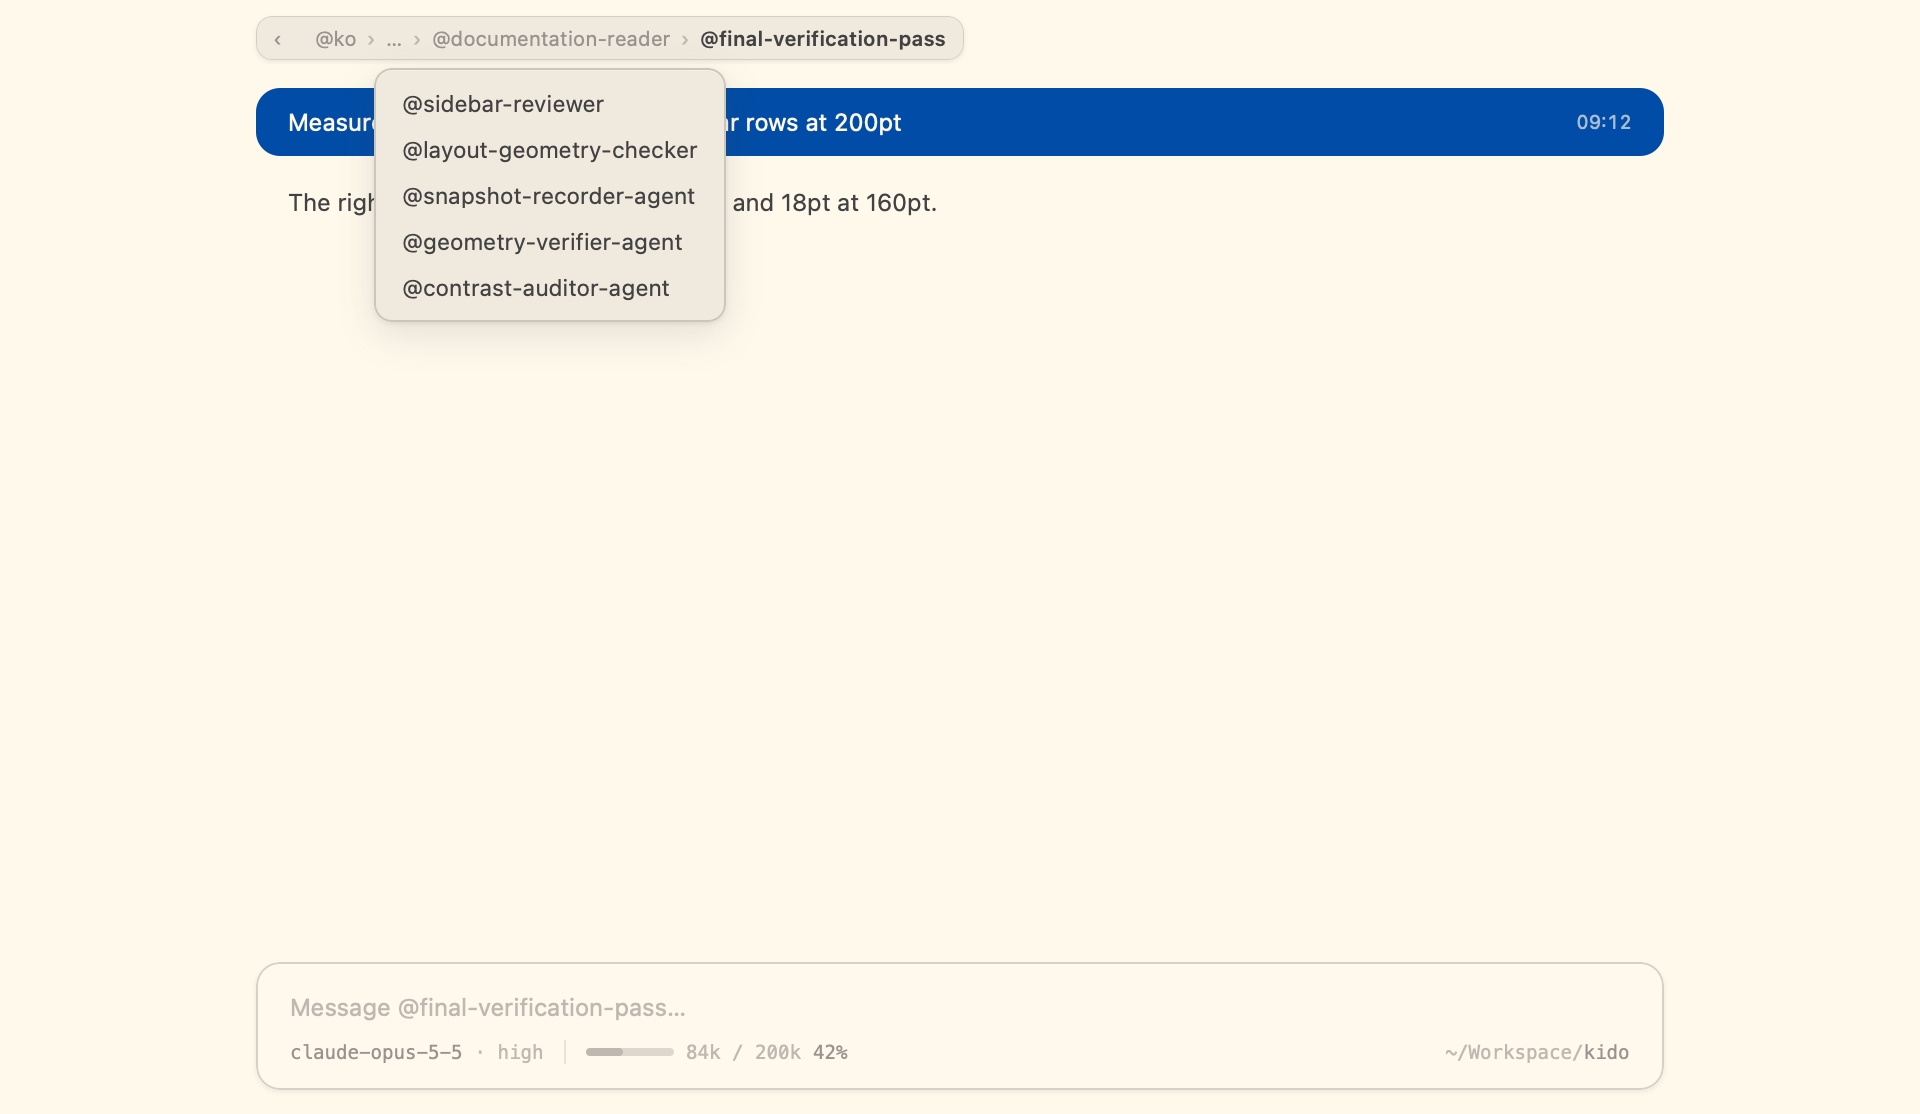 ‹ @ko › ... › @documentation-reader › @final-verification-pass
@sidebar-reviewer
@layout-geometry-checker
@snapshot-recorder-agent
@geometry-verifier-agent
@contrast-auditor-agent
rows at 200pt 09:12
The and 18pt at 160pt.
Message @final-verification-pass...
claude-opus-5-5 · high 84k / 200k 42% ~/Workspace/kido